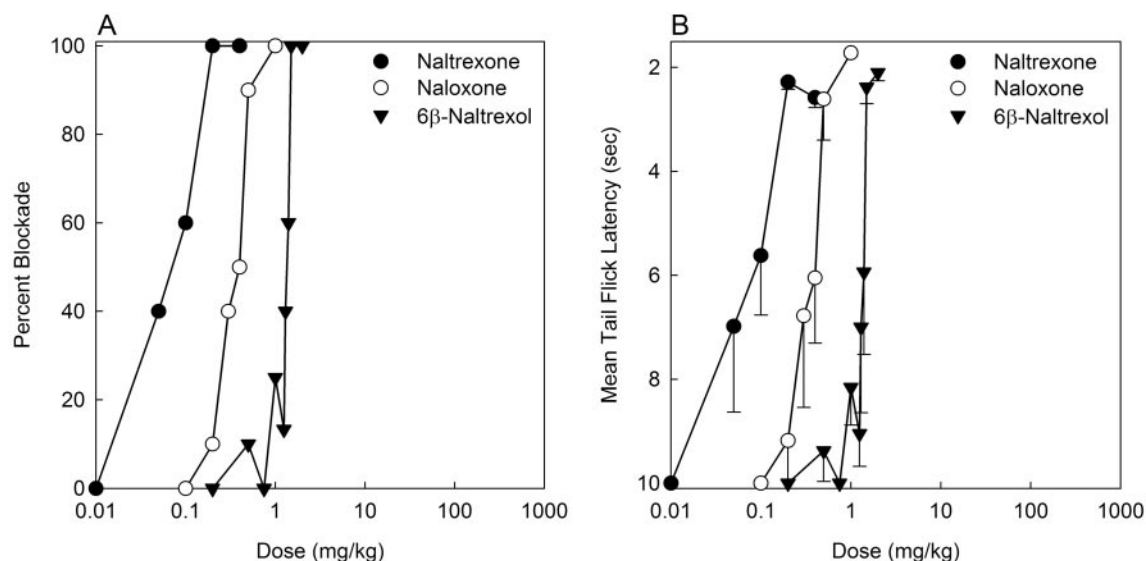 A
Percent Blockade
100
80
60
40
20
0
Naltrexone
Naloxone
6β-Naltrexol
0.01 0.1 1 10 100 1000
Dose (mg/kg)
B
Mean Tail Flick Latency (sec)
2
4
6
8
10
Naltrexone
Naloxone
6β-Naltrexol
0.01 0.1 1 10 100 1000
Dose (mg/kg)